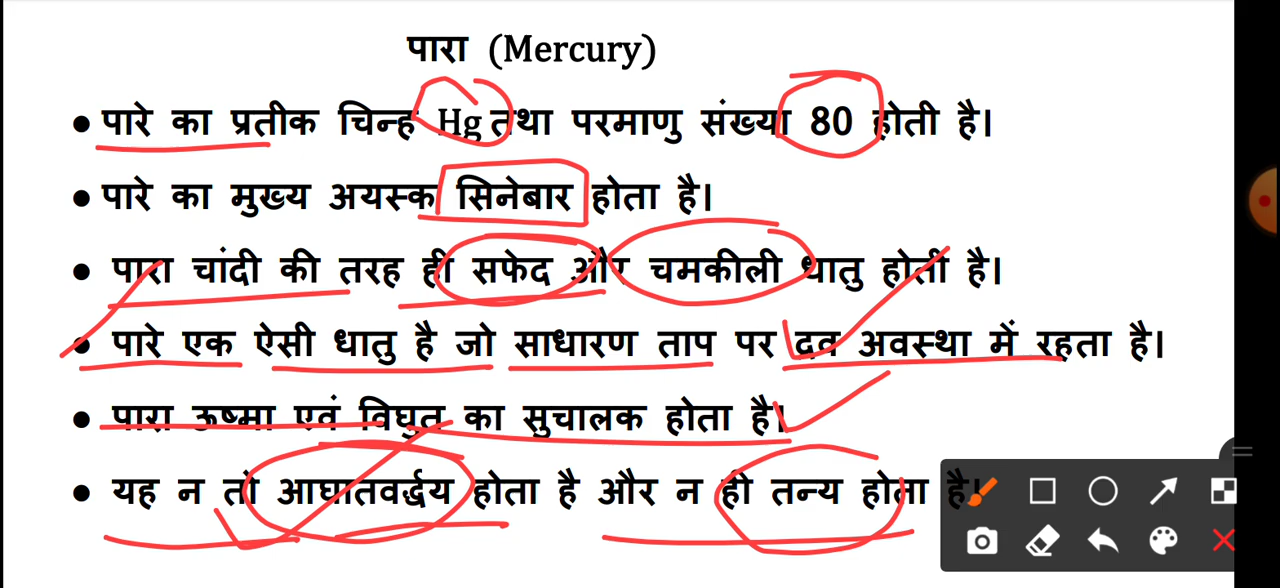 पारा (Mercury)
• पारे का प्रतीक चिन्ह Hg तथा परमाणु संख्या 80 होती है।
• पारे का मुख्य अयस्क सिनेबार होता है।
• पारा चांदी की तरह ही सफेद और चमकीली धातु होती है।
• पारे एक ऐसी धातु है जो साधारण ताप पर द्रव अवस्था में रहता है।
• पारा ऊष्मा एवं विघुत का सुचालक होता है।
• यह न तो आघातवर्द्धय होता है और न ही तन्य होता है।